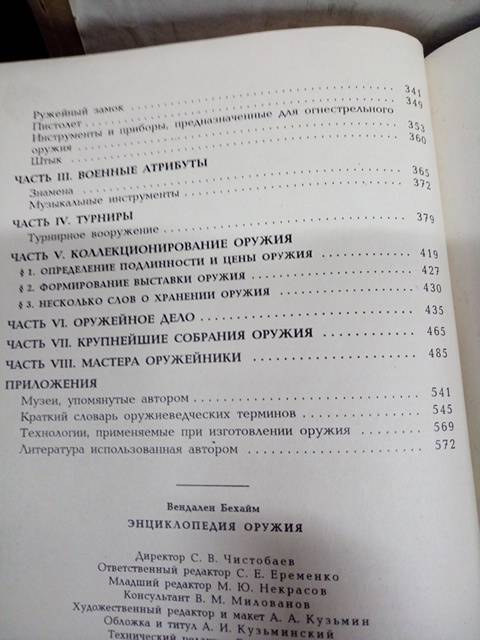 Ружейный замок 341
Пистолет 349
Инструменты и приборы, предназначенные для огнестрельного
оружия 353
Штык 360
ЧАСТЬ III. ВОЕННЫЕ АТРИБУТЫ
Знамена 365
Музыкальные инструменты 372
ЧАСТЬ IV. ТУРНИРЫ
Турнирное вооружение 379
ЧАСТЬ V. КОЛЛЕКЦИОНИРОВАНИЕ ОРУЖИЯ
§ 1. ОПРЕДЕЛЕНИЕ ПОДЛИННОСТИ И ЦЕНЫ ОРУЖИЯ 419
§ 2. ФОРМИРОВАНИЕ ВЫСТАВКИ ОРУЖИЯ 427
§ 3. НЕСКОЛЬКО СЛОВ О ХРАНЕНИИ ОРУЖИЯ 430
ЧАСТЬ VI. ОРУЖЕЙНОЕ ДЕЛО 435
ЧАСТЬ VII. КРУПНЕЙШИЕ СОБРАНИЯ ОРУЖИЯ 465
ЧАСТЬ VIII. МАСТЕРА ОРУЖЕЙНИКИ 485
ПРИЛОЖЕНИЯ
Музеи, упомянутые автором 541
Краткий словарь оружиеведческих терминов 545
Технологии, применяемые при изготовлении оружия 569
Литература использованная автором 572
Вендален Бехайм
ЭНЦИКЛОПЕДИЯ ОРУЖИЯ
Директор С. В. Чистобаев
Ответственный редактор С. Е. Еременко
Младший редактор М. Ю. Некрасов
Консультант В. М. Милованов
Художественный редактор и макет А. А. Кузьмин
Обложка и титул А. И. Кузьминский
Технический